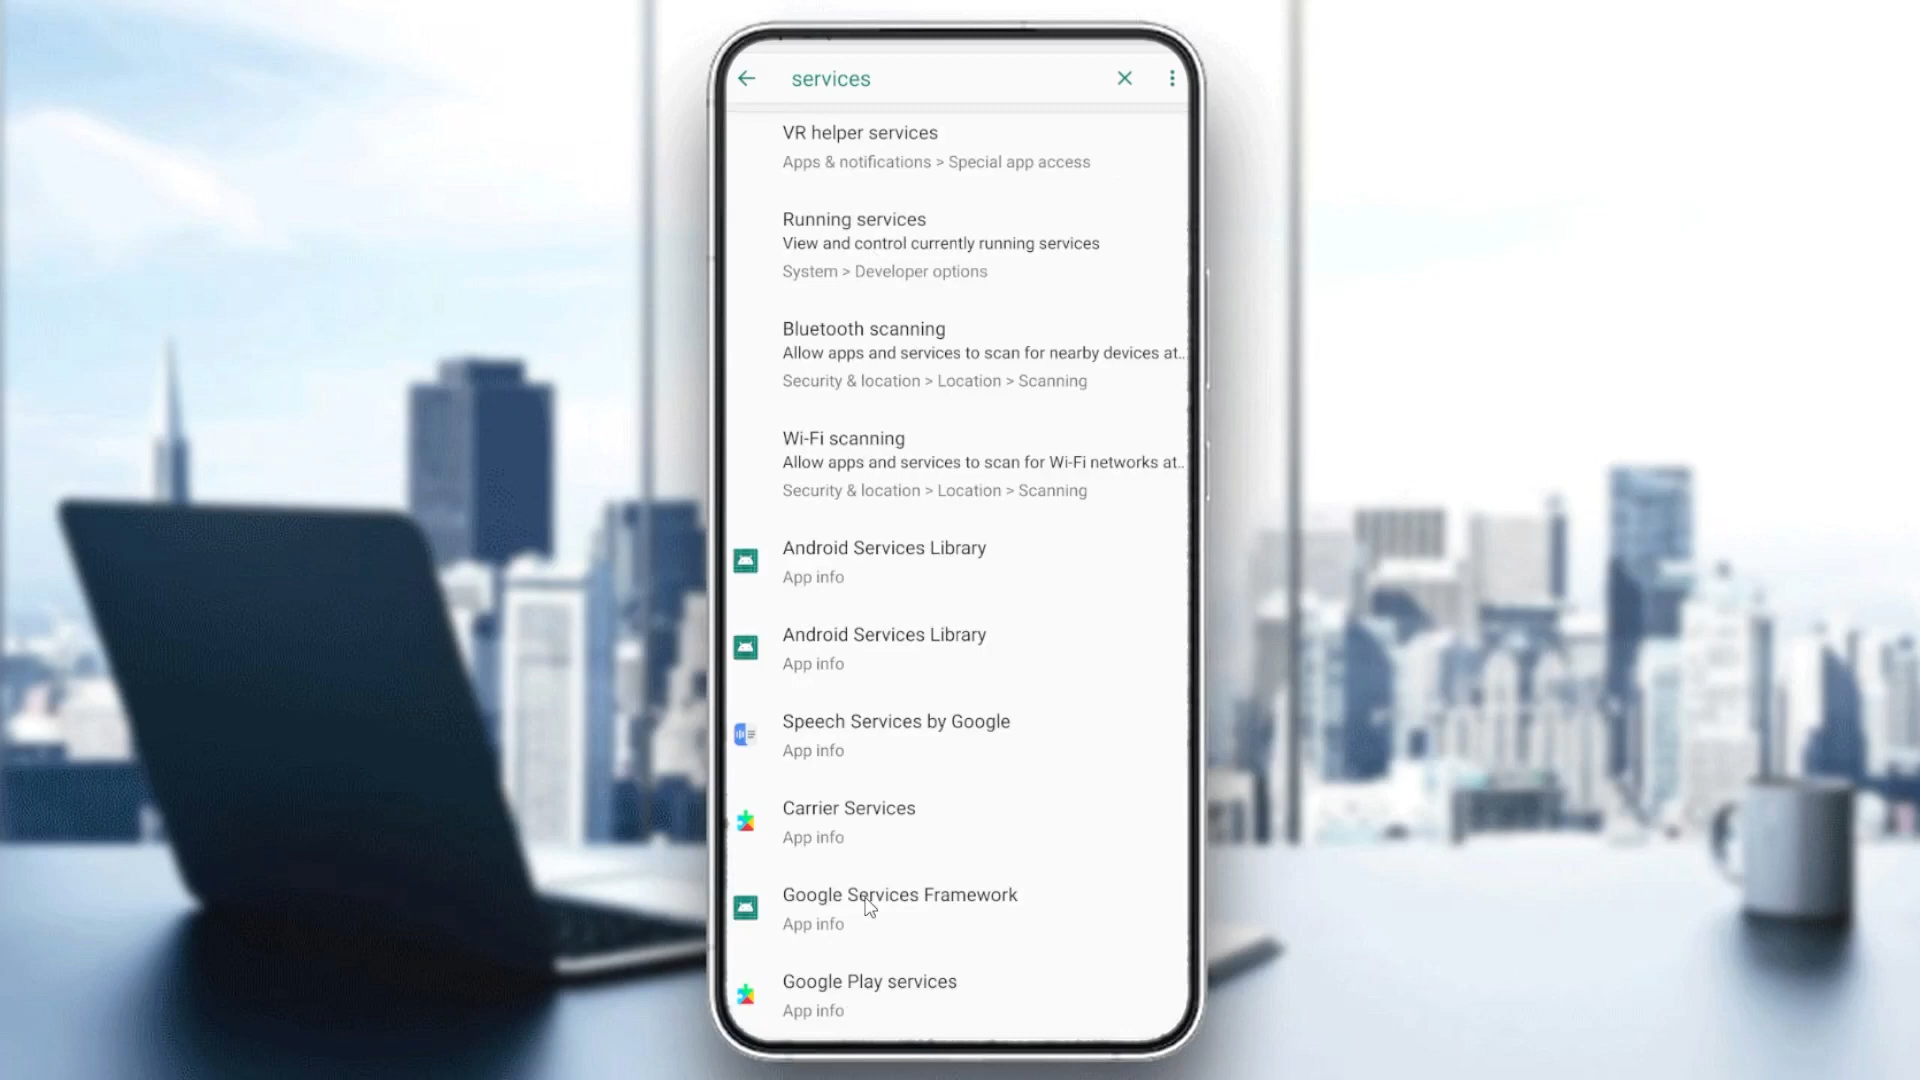 services
VR helper services
Apps & notifications > Special app access
Running services
View and control currently running services
System > Developer options
Bluetooth scanning
Allow apps and services to scan for nearby devices at..
Security & location > Location > Scanning
Wi-Fi scanning
Allow apps and services to scan for Wi-Fi networks at..
Security & location > Location > Scanning
Android Services Library
App info
Android Services Library
App info
Speech Services by Google
App info
Carrier Services
App info
Google Services Framework
App info
Google Play services
App info